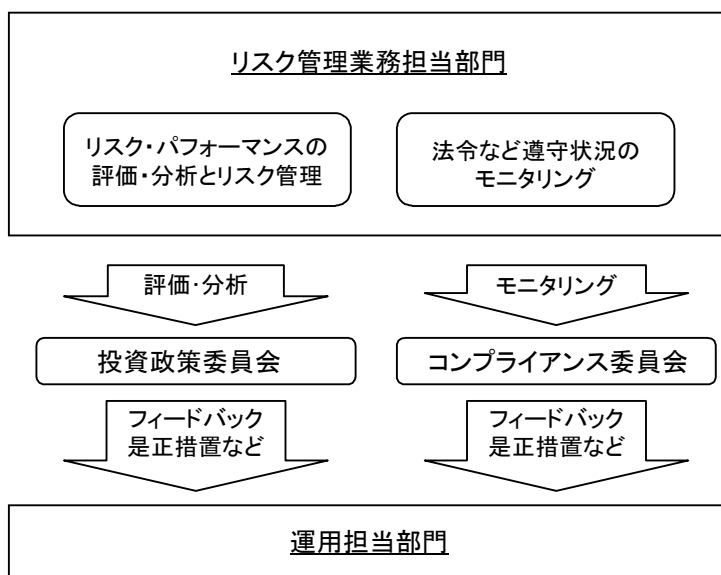 リスク管理業務担当部門
リスク・パフォーマンスの
評価・分析とリスク管理
法令など遵守状況の
モニタリング
評価・分析
モニタリング
投資政策委員会
コンプライアンス委員会
フィードバック
是正措置など
フィードバック
是正措置など
運用担当部門